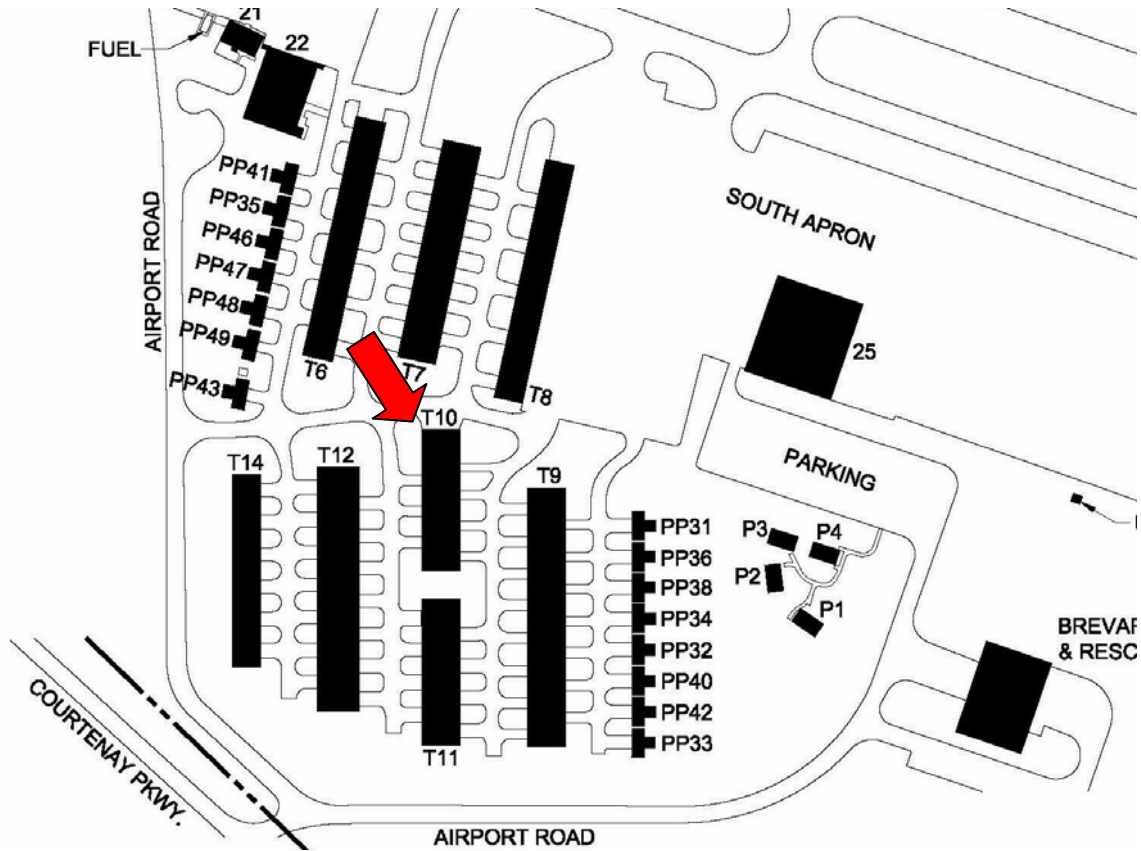 21
FUEL
22
PP41
PP35
PP46
PP47
PP48
PP49
PP43
AIRPORT ROAD
SOUTH APRON
25
T6
T7
T8
T10
T14
T12
T9
PARKING
PP31
PP36
PP38
PP34
PP32
PP40
PP42
PP33
P3
P4
P2
P1
& RESC
T11
COURTENAY PKWY.
AIRPORT ROAD